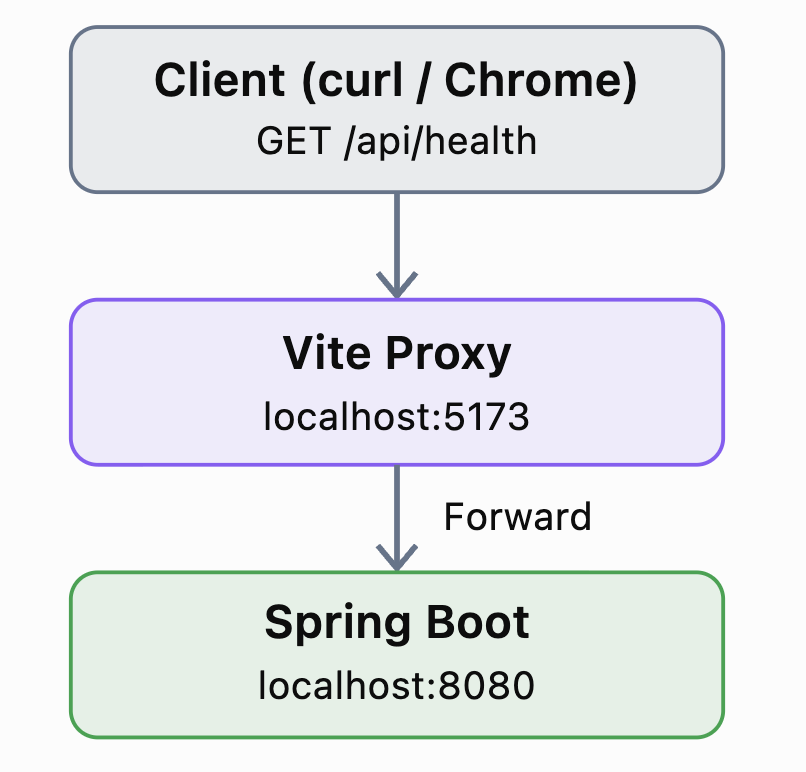 Client (curl / Chrome)
GET /api/health
Vite Proxy
localhost:5173
Forward
Spring Boot
localhost:8080